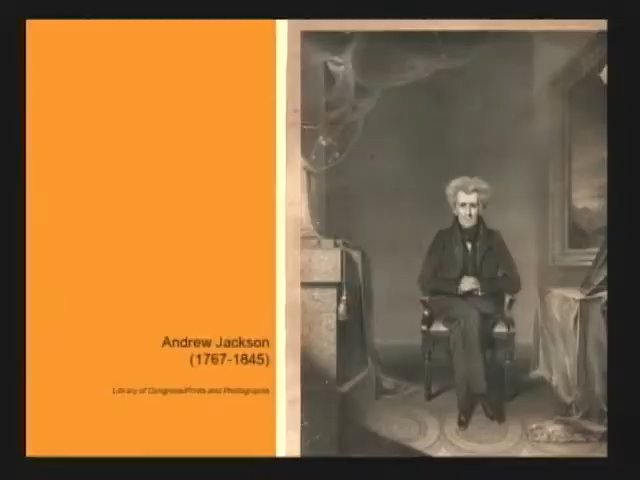 Andrew Jackson
(1767-1845)
Library of Congress/Prints and Photographs